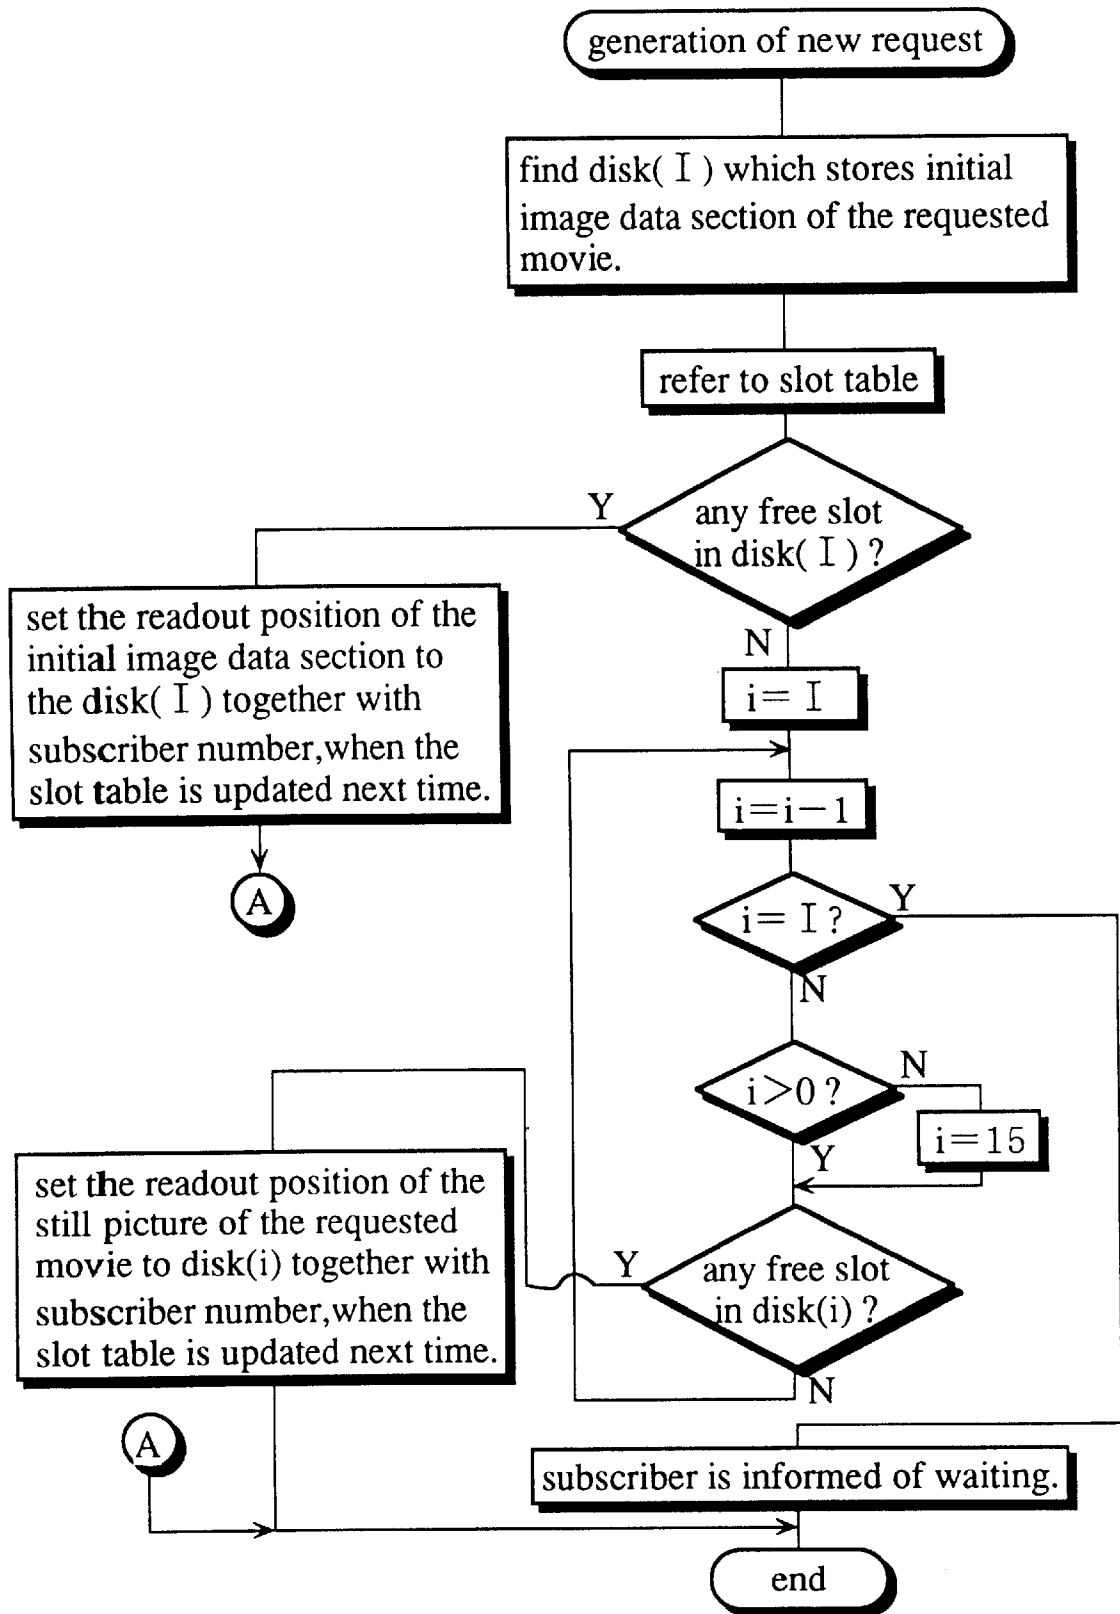 generation of new request
find disk( I ) which stores initial
image data section of the requested
movie.
refer to slot table
any free slot
in disk( I ) ?
Y
N
set the readout position of the
initial image data section to
the disk( I ) together with
subscriber number,when the
slot table is updated next time.
A
i= I
i=i-1
i= I ?
Y
N
i>0 ?
N
Y
i=15
any free slot
in disk(i) ?
Y
N
set the readout position of the
still picture of the requested
movie to disk(i) together with
subscriber number,when the
slot table is updated next time.
A
subscriber is informed of waiting.
end